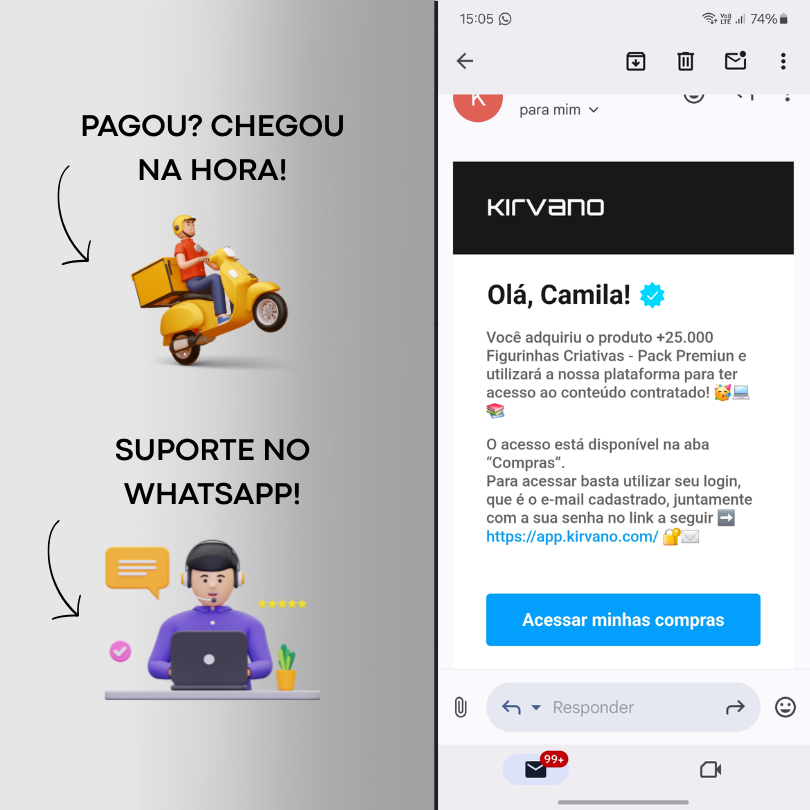 PAGOU? CHEGOU
NA HORA!
SUPORTE NO
WHATSAPP!
15:05
74%
K
para mim
KIRVANO
Olá, Camila!
Você adquiriu o produto +25.000
Figurinhas Criativas - Pack Premiun e
utilizará a nossa plataforma para ter
acesso ao conteúdo contratado! 🥳💻
📚
O acesso está disponível na aba
“Compras”.
Para acessar basta utilizar seu login,
que é o e-mail cadastrado, juntamente
com a sua senha no link a seguir ➡️
https://app.kirvano.com/ 🔐✉️
Acessar minhas compras
Responder
99+